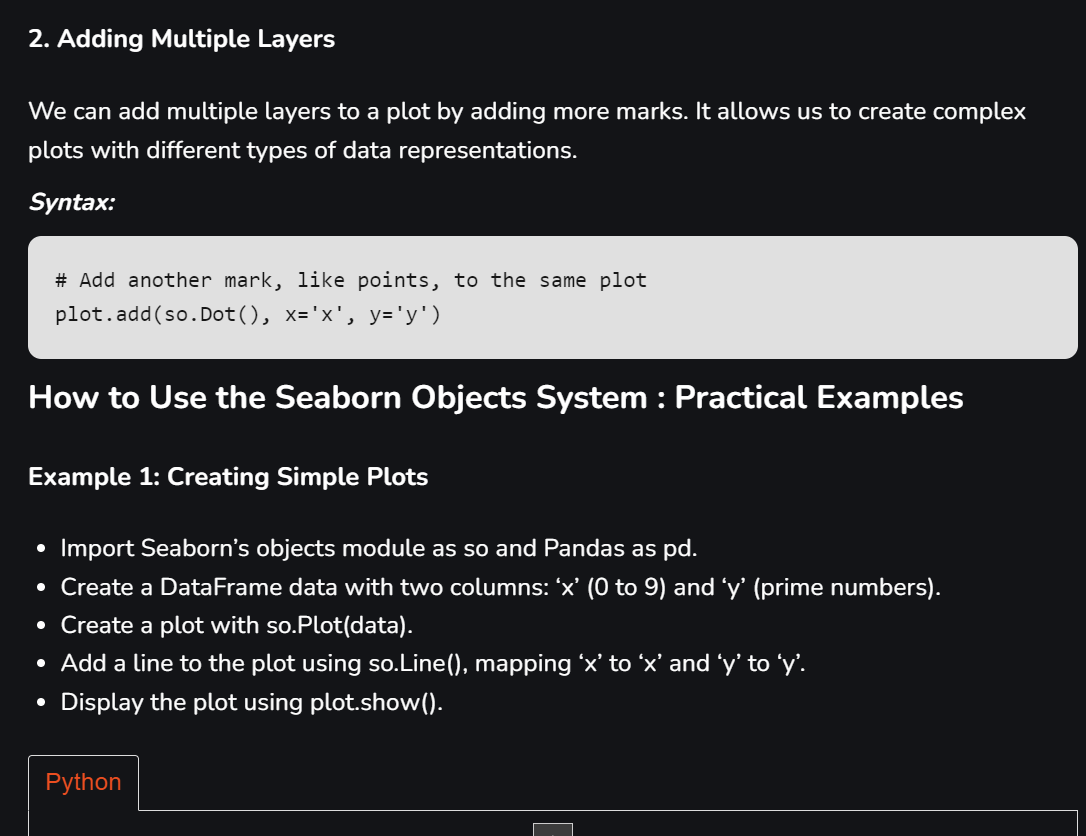 2. Adding Multiple Layers
We can add multiple layers to a plot by adding more marks. It allows us to create complex
plots with different types of data representations.
Syntax:
# Add another mark, like points, to the same plot
plot.add(so.Dot(), x='x', y='y')
How to Use the Seaborn Objects System : Practical Examples
Example 1: Creating Simple Plots
• Import Seaborn’s objects module as so and Pandas as pd.
• Create a DataFrame data with two columns: ‘x’ (0 to 9) and ‘y’ (prime numbers).
• Create a plot with so.Plot(data).
• Add a line to the plot using so.Line(), mapping ‘x’ to ‘x’ and ‘y’ to ‘y’.
• Display the plot using plot.show().
Python